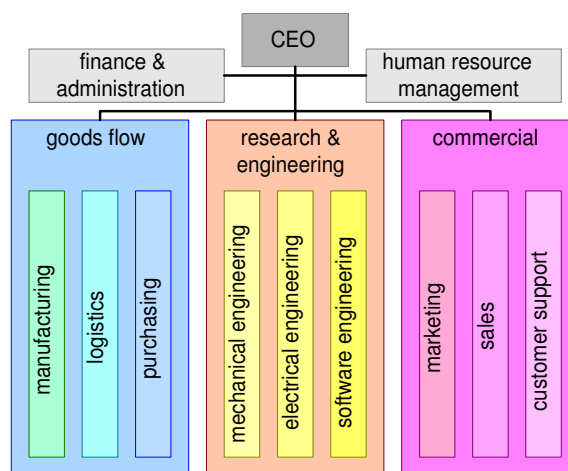 CEO
finance &
administration
human resource
management
goods flow
research &
engineering
commercial
manufacturing
logistics
purchasing
mechanical engineering
electrical engineering
software engineering
marketing
sales
customer support